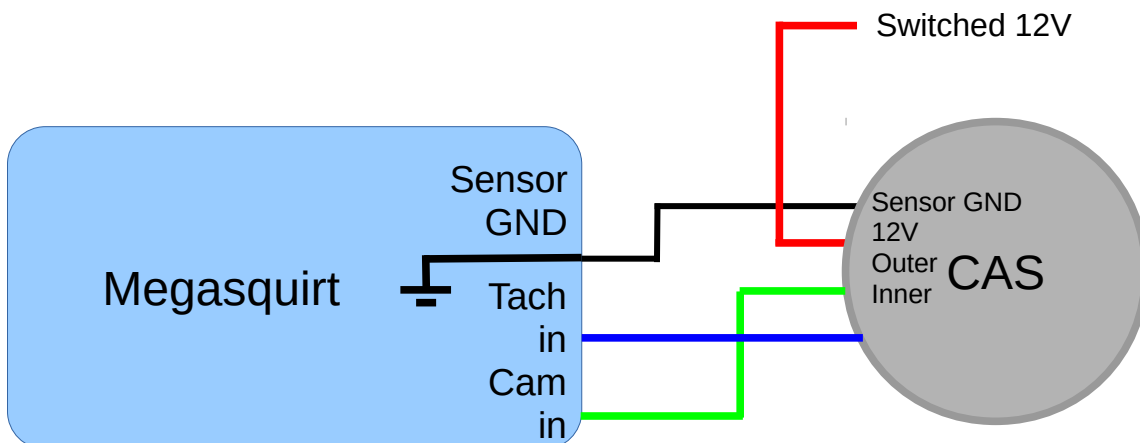 Switched 12V
Sensor
GND
Sensor GND
12V
Outer
Inner
CAS
Megasquirt
Tach
in
Cam
in